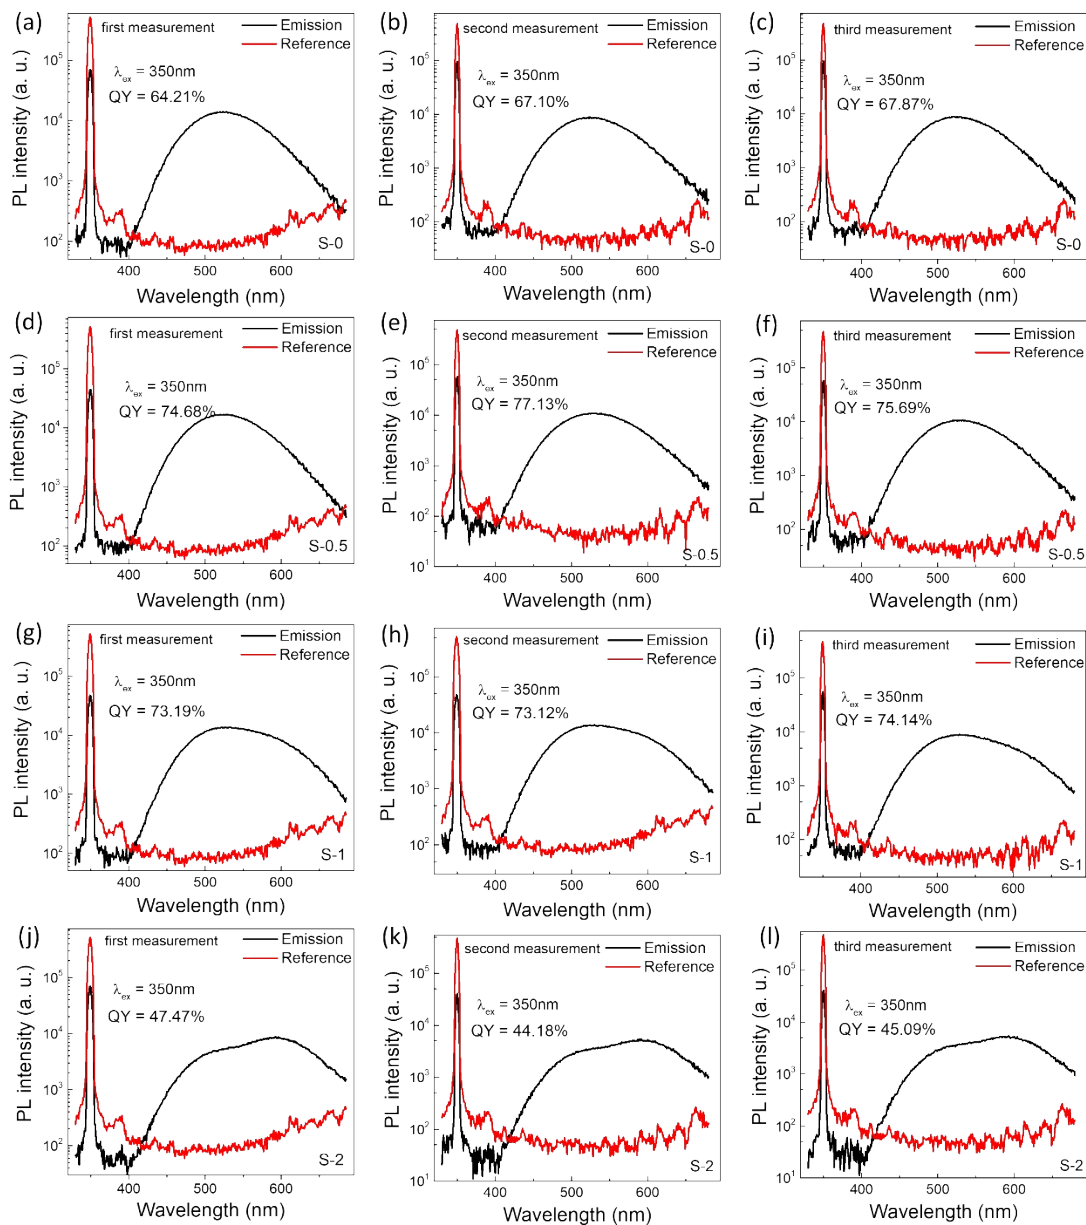 (a)
first measurement
Emission
Reference
λex = 350nm
QY = 64.21%
S-0
PL intensity (a. u.)
10^5
10^4
10^3
10^2
400 500 600
Wavelength (nm)
(b)
second measurement
Emission
Reference
λex = 350nm
QY = 67.10%
S-0
PL intensity (a. u.)
10^5
10^4
10^3
10^2
400 500 600
Wavelength (nm)
(c)
third measurement
Emission
Reference
λex = 350nm
QY = 67.87%
S-0
PL intensity (a. u.)
10^5
10^4
10^3
10^2
400 500 600
Wavelength (nm)
(d)
first measurement
Emission
Reference
λex = 350nm
QY = 74.68%
S-0.5
PL intensity (a. u.)
10^5
10^4
10^3
10^2
400 500 600
Wavelength (nm)
(e)
second measurement
Emission
Reference
λex = 350nm
QY = 77.13%
S-0.5
PL intensity (a. u.)
10^5
10^4
10^3
10^2
10^1
400 500 600
Wavelength (nm)
(f)
third measurement
Emission
Reference
λex = 350nm
QY = 75.69%
S-0.5
PL intensity (a. u.)
10^5
10^4
10^3
10^2
400 500 600
Wavelength (nm)
(g)
first measurement
Emission
Reference
λex = 350nm
QY = 73.19%
S-1
PL intensity (a. u.)
10^5
10^4
10^3
10^2
400 500 600
Wavelength (nm)
(h)
second measurement
Emission
Reference
λex = 350nm
QY = 73.12%
S-1
PL intensity (a. u.)
10^5
10^4
10^3
10^2
400 500 600
Wavelength (nm)
(i)
third measurement
Emission
Reference
λex = 350nm
QY = 74.14%
S-1
PL intensity (a. u.)
10^5
10^4
10^3
10^2
400 500 600
Wavelength (nm)
(j)
first measurement
Emission
Reference
λex = 350nm
QY = 47.47%
S-2
PL intensity (a. u.)
10^5
10^4
10^3
10^2
400 500 600
Wavelength (nm)
(k)
second measurement
Emission
Reference
λex = 350nm
QY = 44.18%
S-2
PL intensity (a. u.)
10^5
10^4
10^3
10^2
10^1
400 500 600
Wavelength (nm)
(l)
third measurement
Emission
Reference
λex = 350nm
QY = 45.09%
S-2
PL intensity (a. u.)
10^5
10^4
10^3
10^2
10^1
400 500 600
Wavelength (nm)